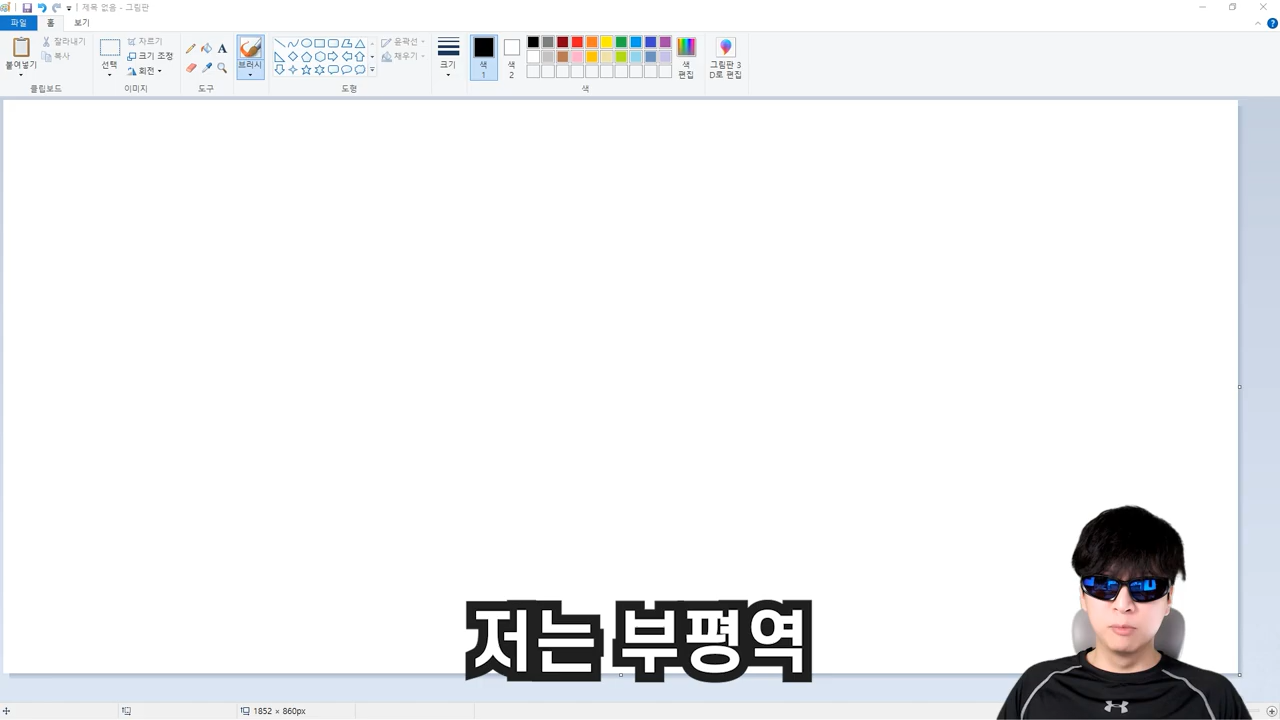 제목 없음 - 그림판
파일 홈 보기
붙여넣기
잘라내기
복사
클립보드
선택
자르기
크기 조정
회전
이미지
A
도구
브러시
윤곽선
채우기
도형
크기
색
1
색
2
색
편집
색
그림판 3
D로 편집
저는 부평역
1852 × 860px